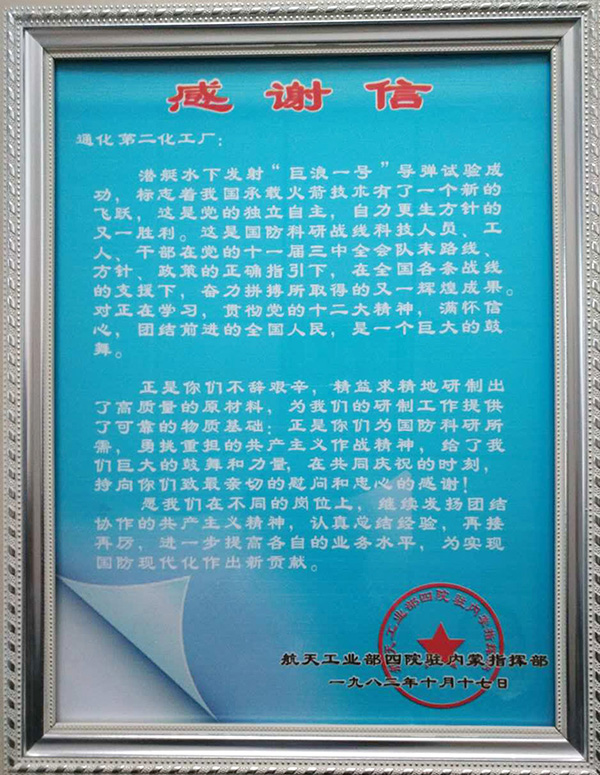 感谢信
通化第二化工厂：
潜艇水下发射“巨浪一号”导弹试验成
功，标志着我国承载火箭技术有了一个新的
飞跃，这是党的独立自主，自力更生方针的
又一胜利。这是国防科研战线科技人员、工
人、干部在党的十一届三中全会队末路线、
方针、政策的正确指引下，在全国各条战线
的支援下，奋力拼搏所取得的又一辉煌成果。
对正在学习，贯彻党的十二大精神，满怀信
心，团结前进的全国人民，是一个巨大的鼓
舞。
正是你们不辞艰辛，精益求精地研制出
了高质量的原材料，为我们的研制工作提供
了可靠的物质基础；正是你们为国防科研所
需，勇挑重担的共产主义作战精神，给了我
们巨大的鼓舞和力量，在共同庆祝的时刻，
特向你们致最亲切的慰问和忠心的感谢！
愿我们在不同的岗位上，继续发扬团结
协作的共产主义精神，认真总结经验，再接
再厉，进一步提高各自的业务水平，为实现
国防现代化作出新贡献。
航天工业部四院驻内蒙指挥部
一九八二年十月十七日
航天工业部四院驻内蒙指挥部